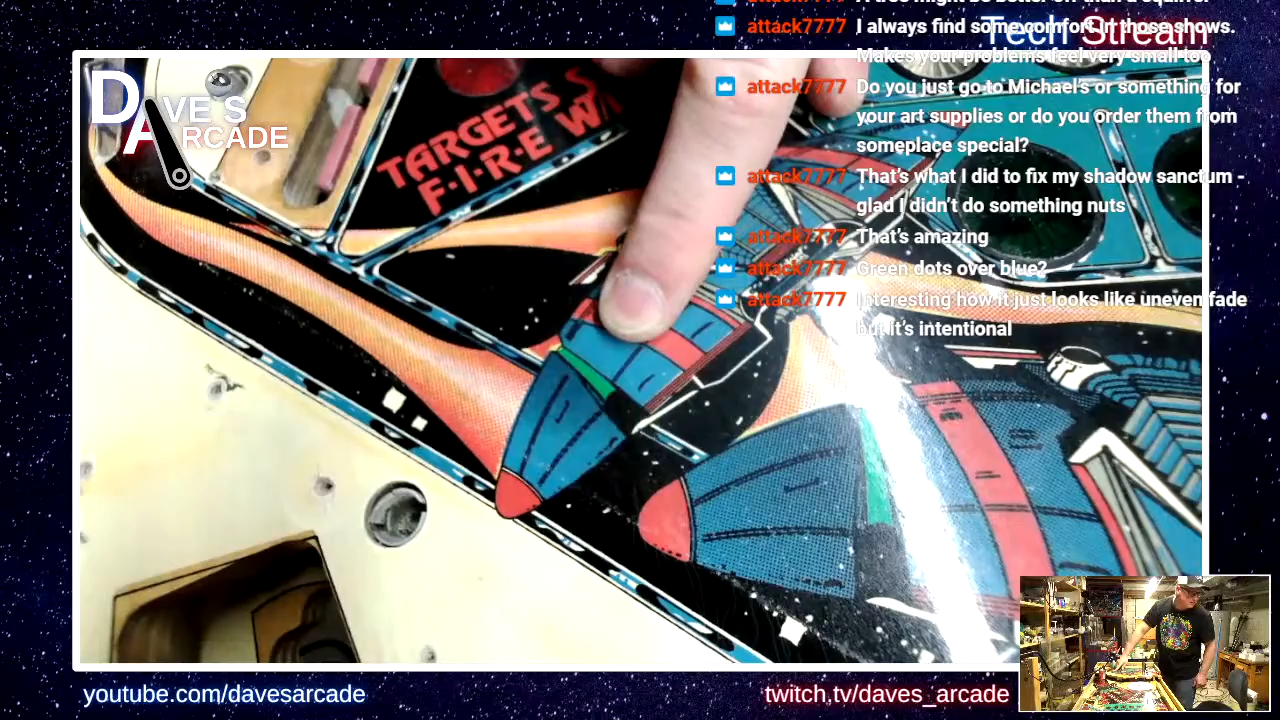 Tech Stream
attack7777 I always find some comfort in those shows.
Makes your problems feel very small too
attack7777 Do you just go to Michael's or something for
your art supplies or do you order them from
someplace special?
attack7777 That's what I did to fix my shadow sanctum -
glad I didn't do something nuts
attack7777 That's amazing
attack7777 Green dots over blue?
attack7777 Interesting how it just looks like uneven fade
but it's intentional
DAVE'S
ARCADE
TARGETS
F·I·R·E
youtube.com/davesarcade
twitch.tv/daves_arcade